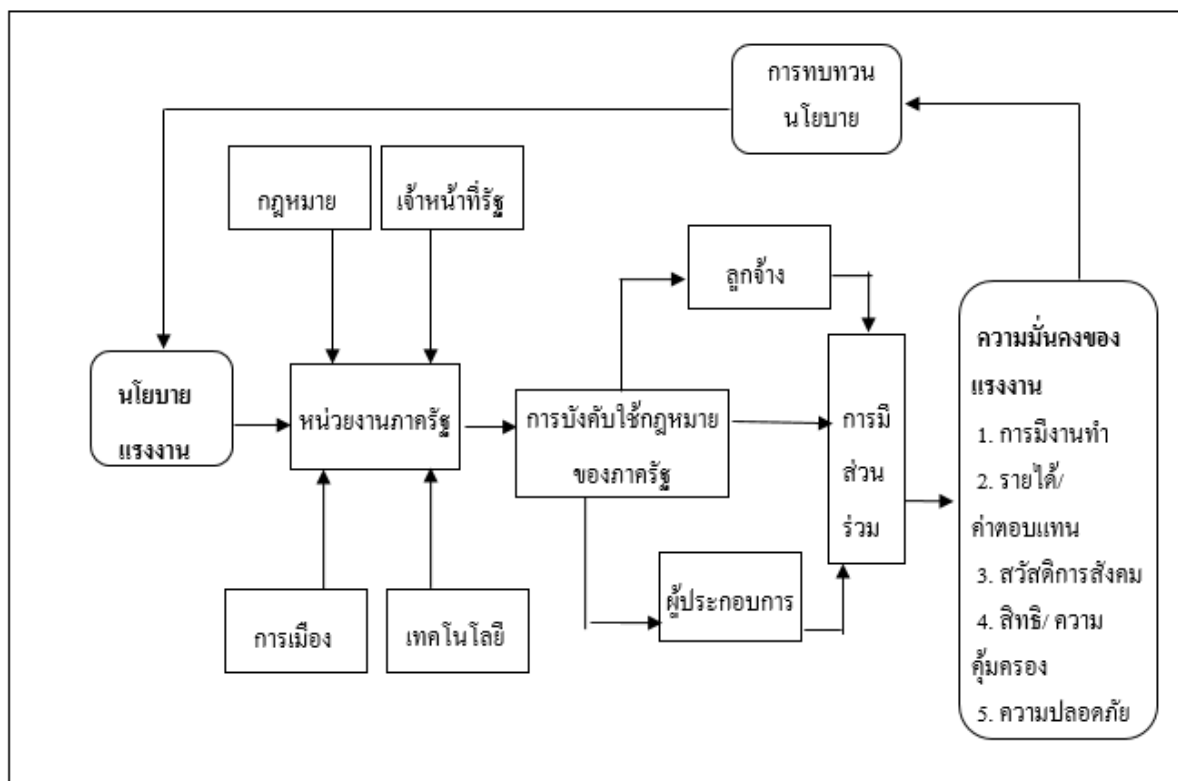 การทบทวน
นโยบาย
กฎหมาย
เจ้าหน้าที่รัฐ
ลูกจ้าง
นโยบาย
แรงงาน
หน่วยงานภาครัฐ
การบังคับใช้กฎหมาย
ของภาครัฐ
การมี
ส่วน
ร่วม
ความมั่นคงของ
แรงงาน
1. การมีงานทำ
2. รายได้/
ค่าตอบแทน
3. สวัสดิการสังคม
4. สิทธิ/ ความ
คุ้มครอง
5. ความปลอดภัย
ผู้ประกอบการ
การเมือง
เทคโนโลยี